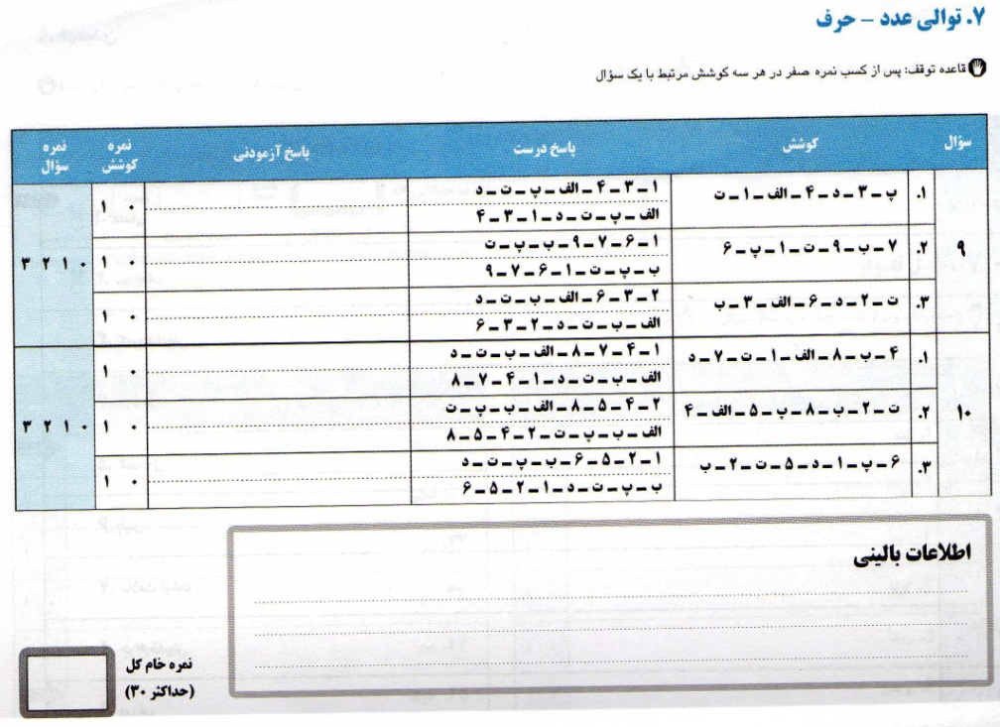 ۷. توالی عدد – حرف
قاعده توقف: پس از کسب نمره صفر در هر سه کوشش مرتبط با یک سؤال
سؤال کوشش پاسخ درست پاسخ آزمودنی نمره کوشش نمره سؤال
۹
۱. پ – ۳ – د – ۴ – الف – ۱ – ت
۱ – ۳ – ۴ – الف – پ – ت – د
الف – پ – ت – د – ۱ – ۳ – ۴
۰ ۱
۲. ۷ – ب – ۹ – ت – ۱ – پ – ۶
۱ – ۶ – ۷ – ۹ – ب – پ – ت
ب – پ – ت – ۱ – ۶ – ۷ – ۹
۰ ۱
۳. ت – ۲ – د – ۶ – الف – ۳ – ب
۲ – ۳ – ۶ – الف – ب – ت – د
الف – ب – ت – د – ۲ – ۳ – ۶
۰ ۱
۰ ۱ ۲ ۳
۱۰
۱. ۴ – ب – ۸ – الف – ۱ – ت – ۷ – د
۱ – ۴ – ۷ – ۸ – الف – ب – ت – د
الف – ب – ت – د – ۱ – ۴ – ۷ – ۸
۰ ۱
۲. ت – ۲ – ب – ۸ – پ – ۵ – الف – ۴
۲ – ۴ – ۵ – ۸ – الف – ب – پ – ت
الف – ب – پ – ت – ۲ – ۴ – ۵ – ۸
۰ ۱
۳. ۶ – پ – ۱ – د – ۵ – ت – ۲ – ب
۱ – ۲ – ۵ – ۶ – ب – پ – ت – د
ب – پ – ت – د – ۱ – ۲ – ۵ – ۶
۰ ۱
۰ ۱ ۲ ۳
اطلاعات بالینی
نمره خام کل
(حداکثر ۳۰)